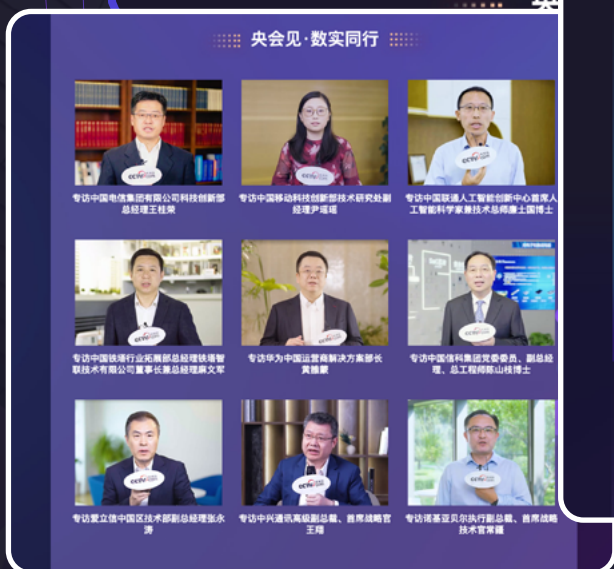 央会见·数实同行
专访中国电信集团有限公司科技创新部
总经理王桂荣
专访中国移动科技创新部技术研究处副
经理尹瑶瑶
专访中国联通人工智能创新中心首席人
工智能科学家兼技术总师廉士国博士
专访中国铁塔行业拓展部总经理铁塔智
联技术有限公司董事长兼总经理麻文军
专访华为中国运营商解决方案部长
黄雅蒙
专访中国信科集团党委委员、副总经
理、总工程师陈山枝博士
专访爱立信中国区技术部副总经理张永
涛
专访中兴通讯高级副总裁、首席战略官
王翔
专访诺基亚贝尔执行副总裁、首席战略
技术官常疆